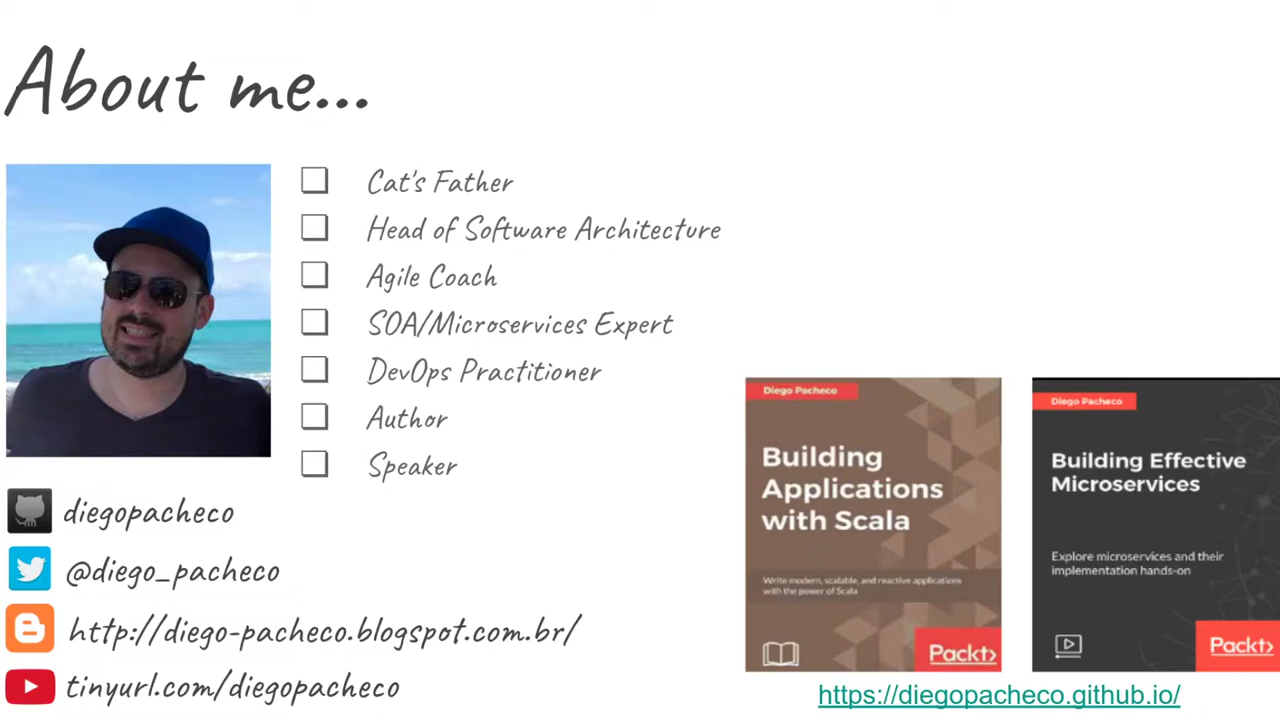 About me...
Cat's Father
Head of Software Architecture
Agile Coach
SOA/Microservices Expert
DevOps Practitioner
Author
Speaker
diegopacheco
@diego_pacheco
http://diego-pacheco.blogspot.com.br/
tinyurl.com/diegopacheco
Diego Pacheco
Building
Applications
with Scala
Write modern, scalable, and reactive applications
with the power of Scala
Packt>
Diego Pacheco
Building Effective
Microservices
Explore microservices and their
implementation hands-on
Packt>
https://diegopacheco.github.io/